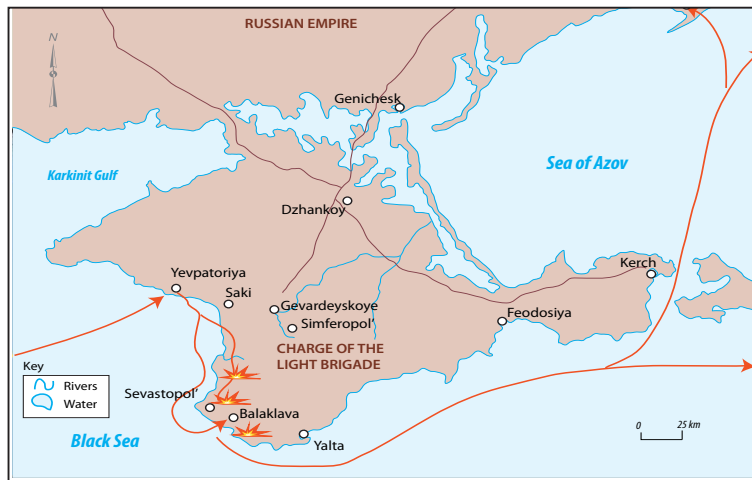 RUSSIAN EMPIRE
N
Genichesk
Karkinit Gulf
Sea of Azov
Dzhankoy
Kerch
Yevpatoriya
Saki
Gevardeyskoye
Simferopol'
Feodosiya
CHARGE OF THE
LIGHT BRIGADE
Key
Rivers
Water
Sevastopol'
Balaklava
Black Sea
Yalta
0 25 km